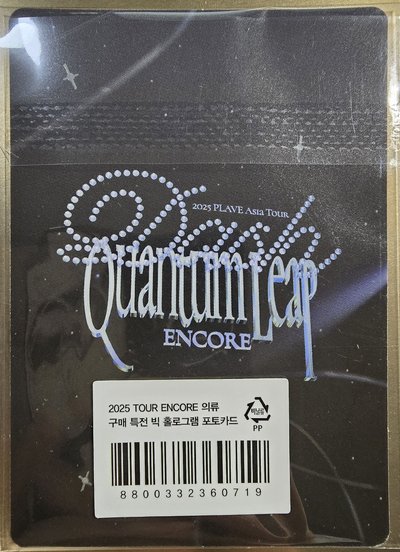 2025 PLAVE Asia Tour
Dash
Quantum Leap
ENCORE
2025 TOUR ENCORE 의류
구매 특전 빅 홀로그램 포토카드
PP
8800332360719